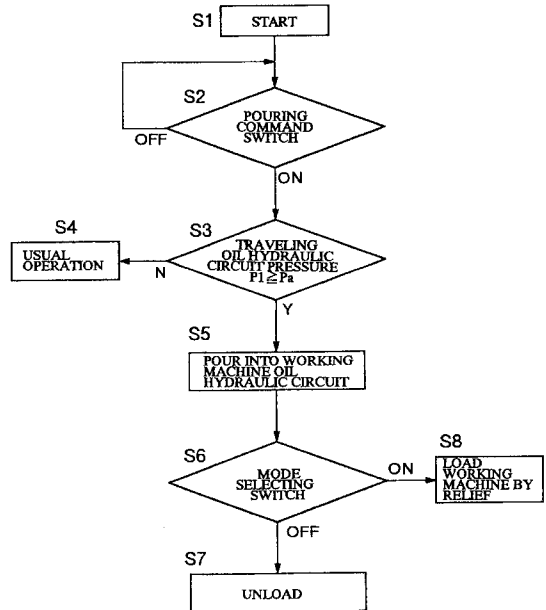 S1
START
S2
POURING
COMMAND
SWITCH
OFF
ON
S4
USUAL
OPERATION
S3
TRAVELING
OIL HYDRAULIC
CIRCUIT PRESSURE
P1≧Pa
N
Y
S5
POUR INTO WORKING
MACHINE OIL
HYDRAULIC CIRCUIT
S6
MODE
SELECTING
SWITCH
ON
OFF
S8
LOAD
WORKING
MACHINE BY
RELIEF
S7
UNLOAD